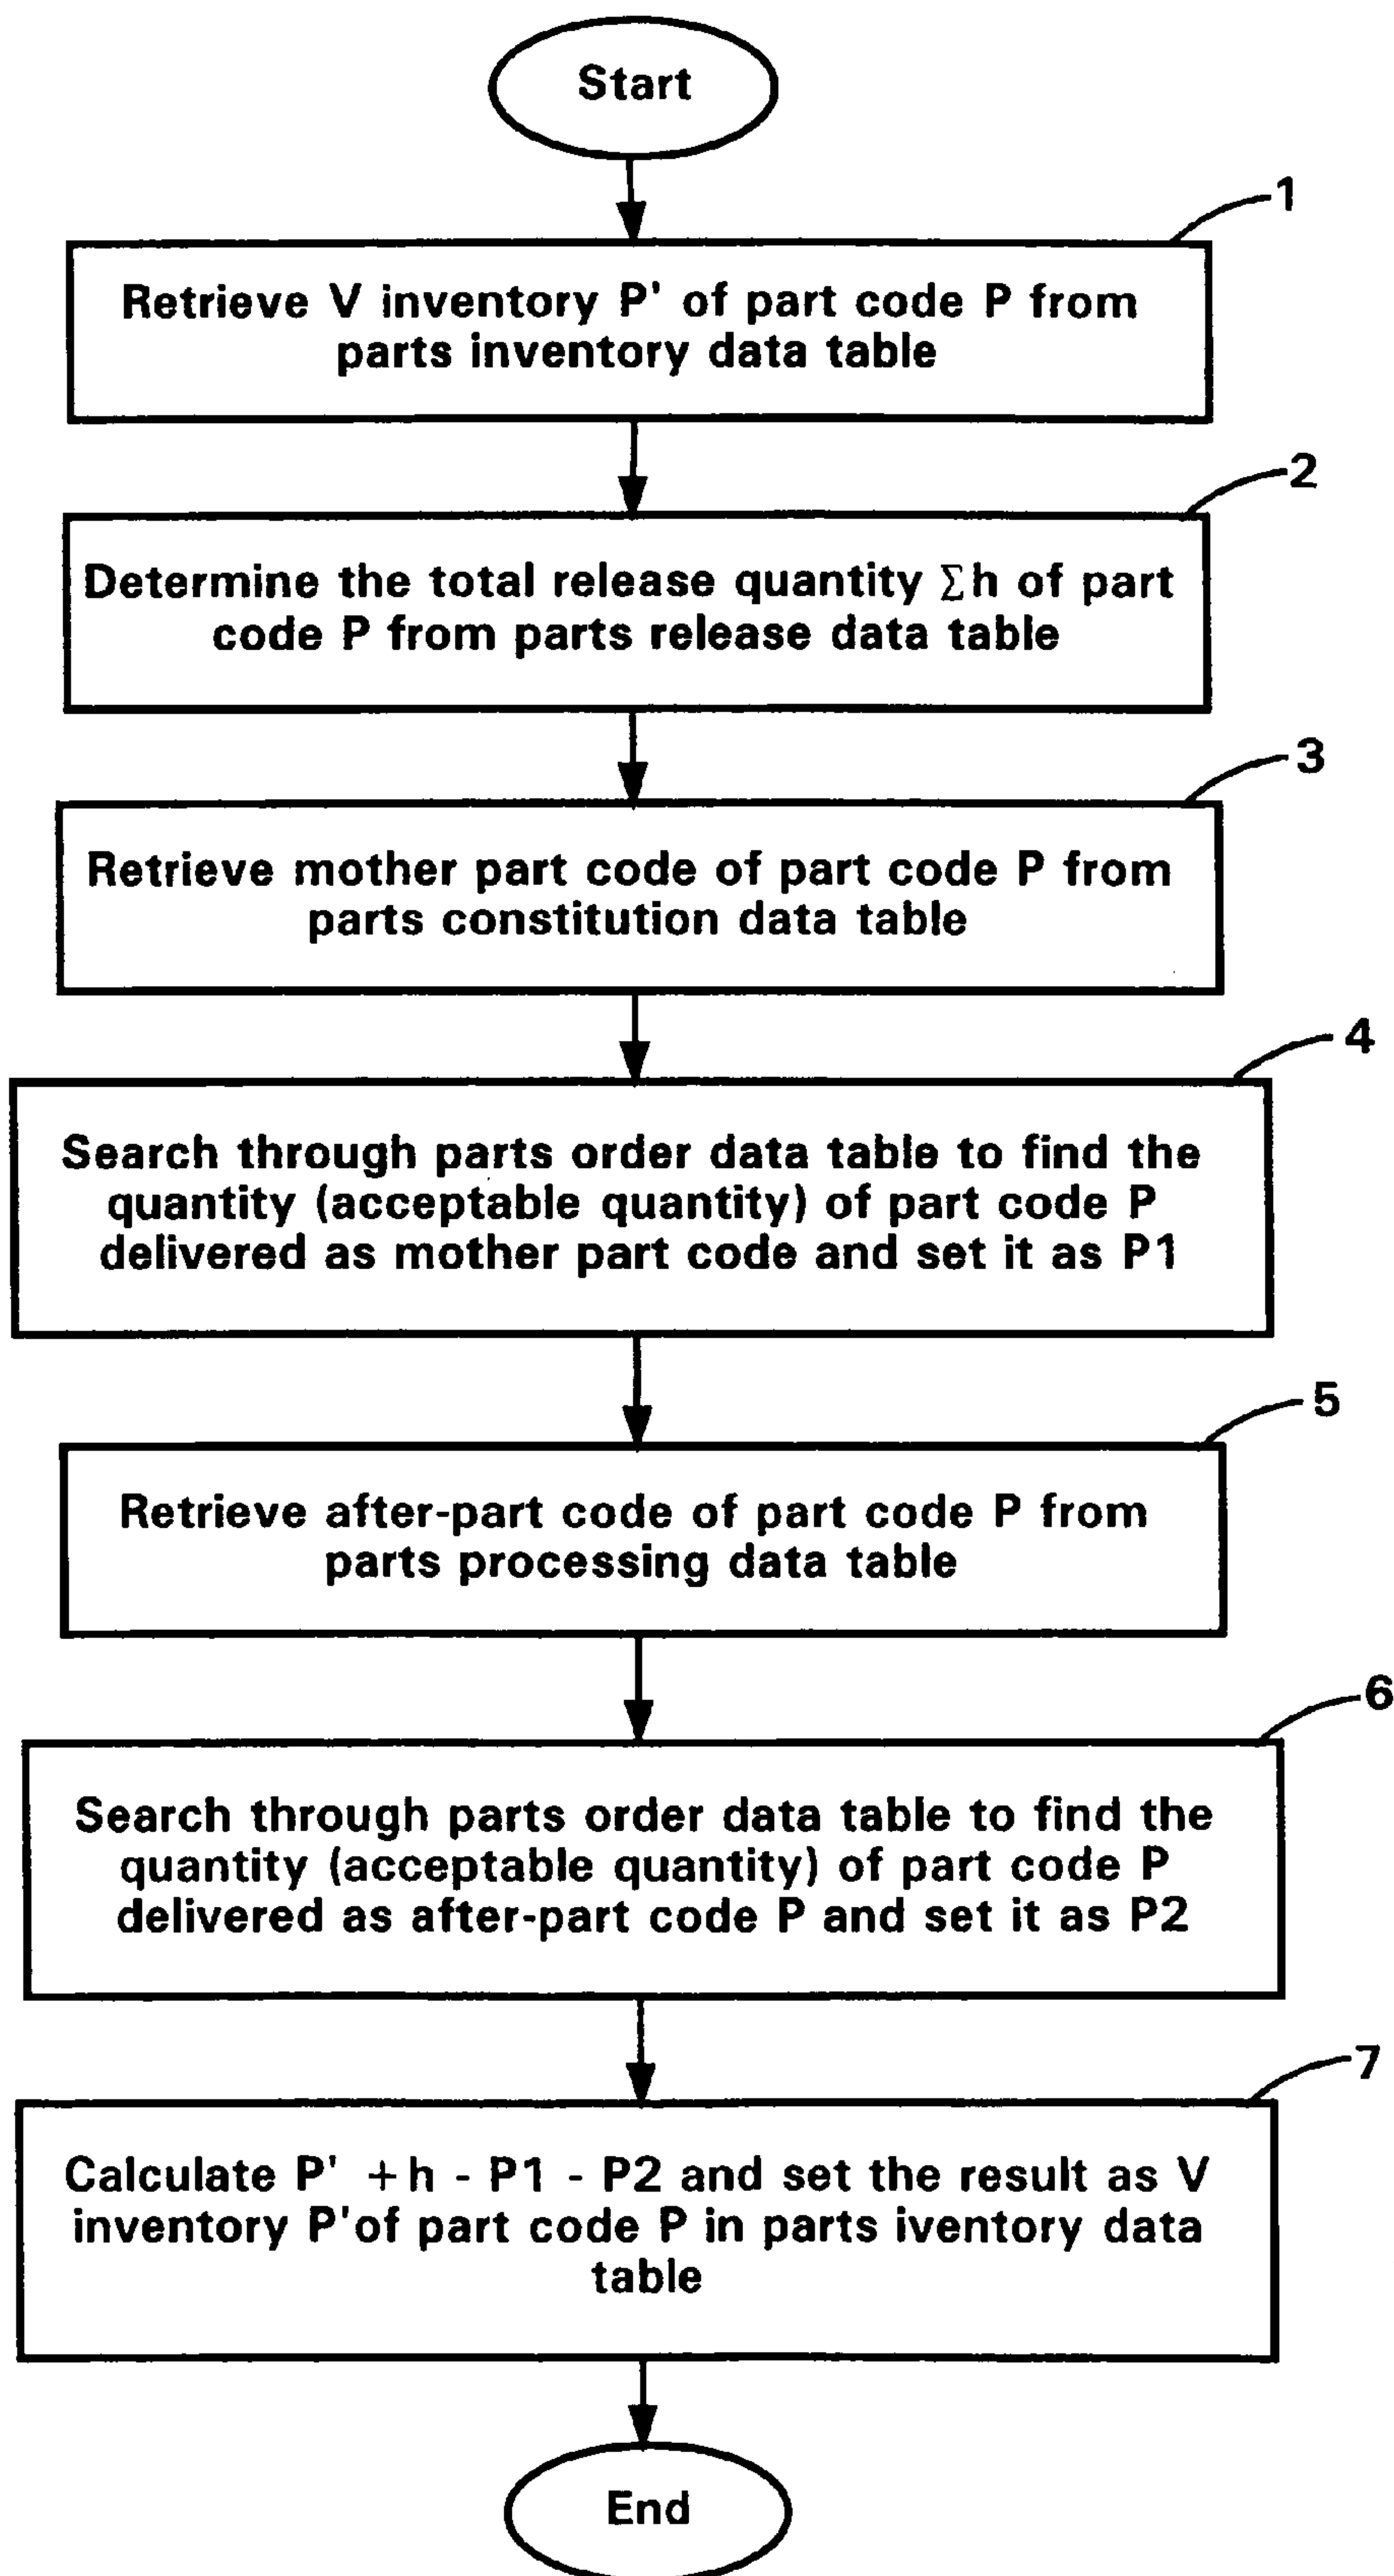 Start
1
Retrieve V inventory P' of part code P from
parts inventory data table
2
Determine the total release quantity Σh of part
code P from parts release data table
3
Retrieve mother part code of part code P from
parts constitution data table
4
Search through parts order data table to find the
quantity (acceptable quantity) of part code P
delivered as mother part code and set it as P1
5
Retrieve after-part code of part code P from
parts processing data table
6
Search through parts order data table to find the
quantity (acceptable quantity) of part code P
delivered as after-part code P and set it as P2
7
Calculate P' +h - P1 - P2 and set the result as V
inventory P'of part code P in parts iventory data
table
End